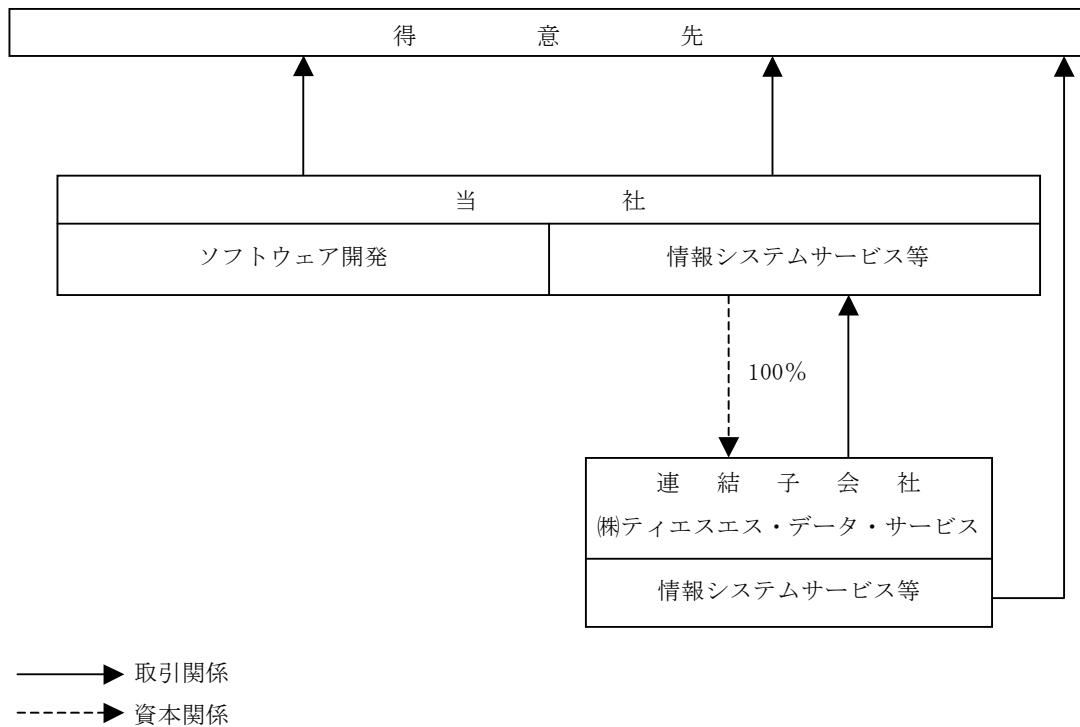 得意先
当社
ソフトウェア開発
情報システムサービス等
100%
連結子会社
㈱ティエスエス・データ・サービス
情報システムサービス等
取引関係
資本関係